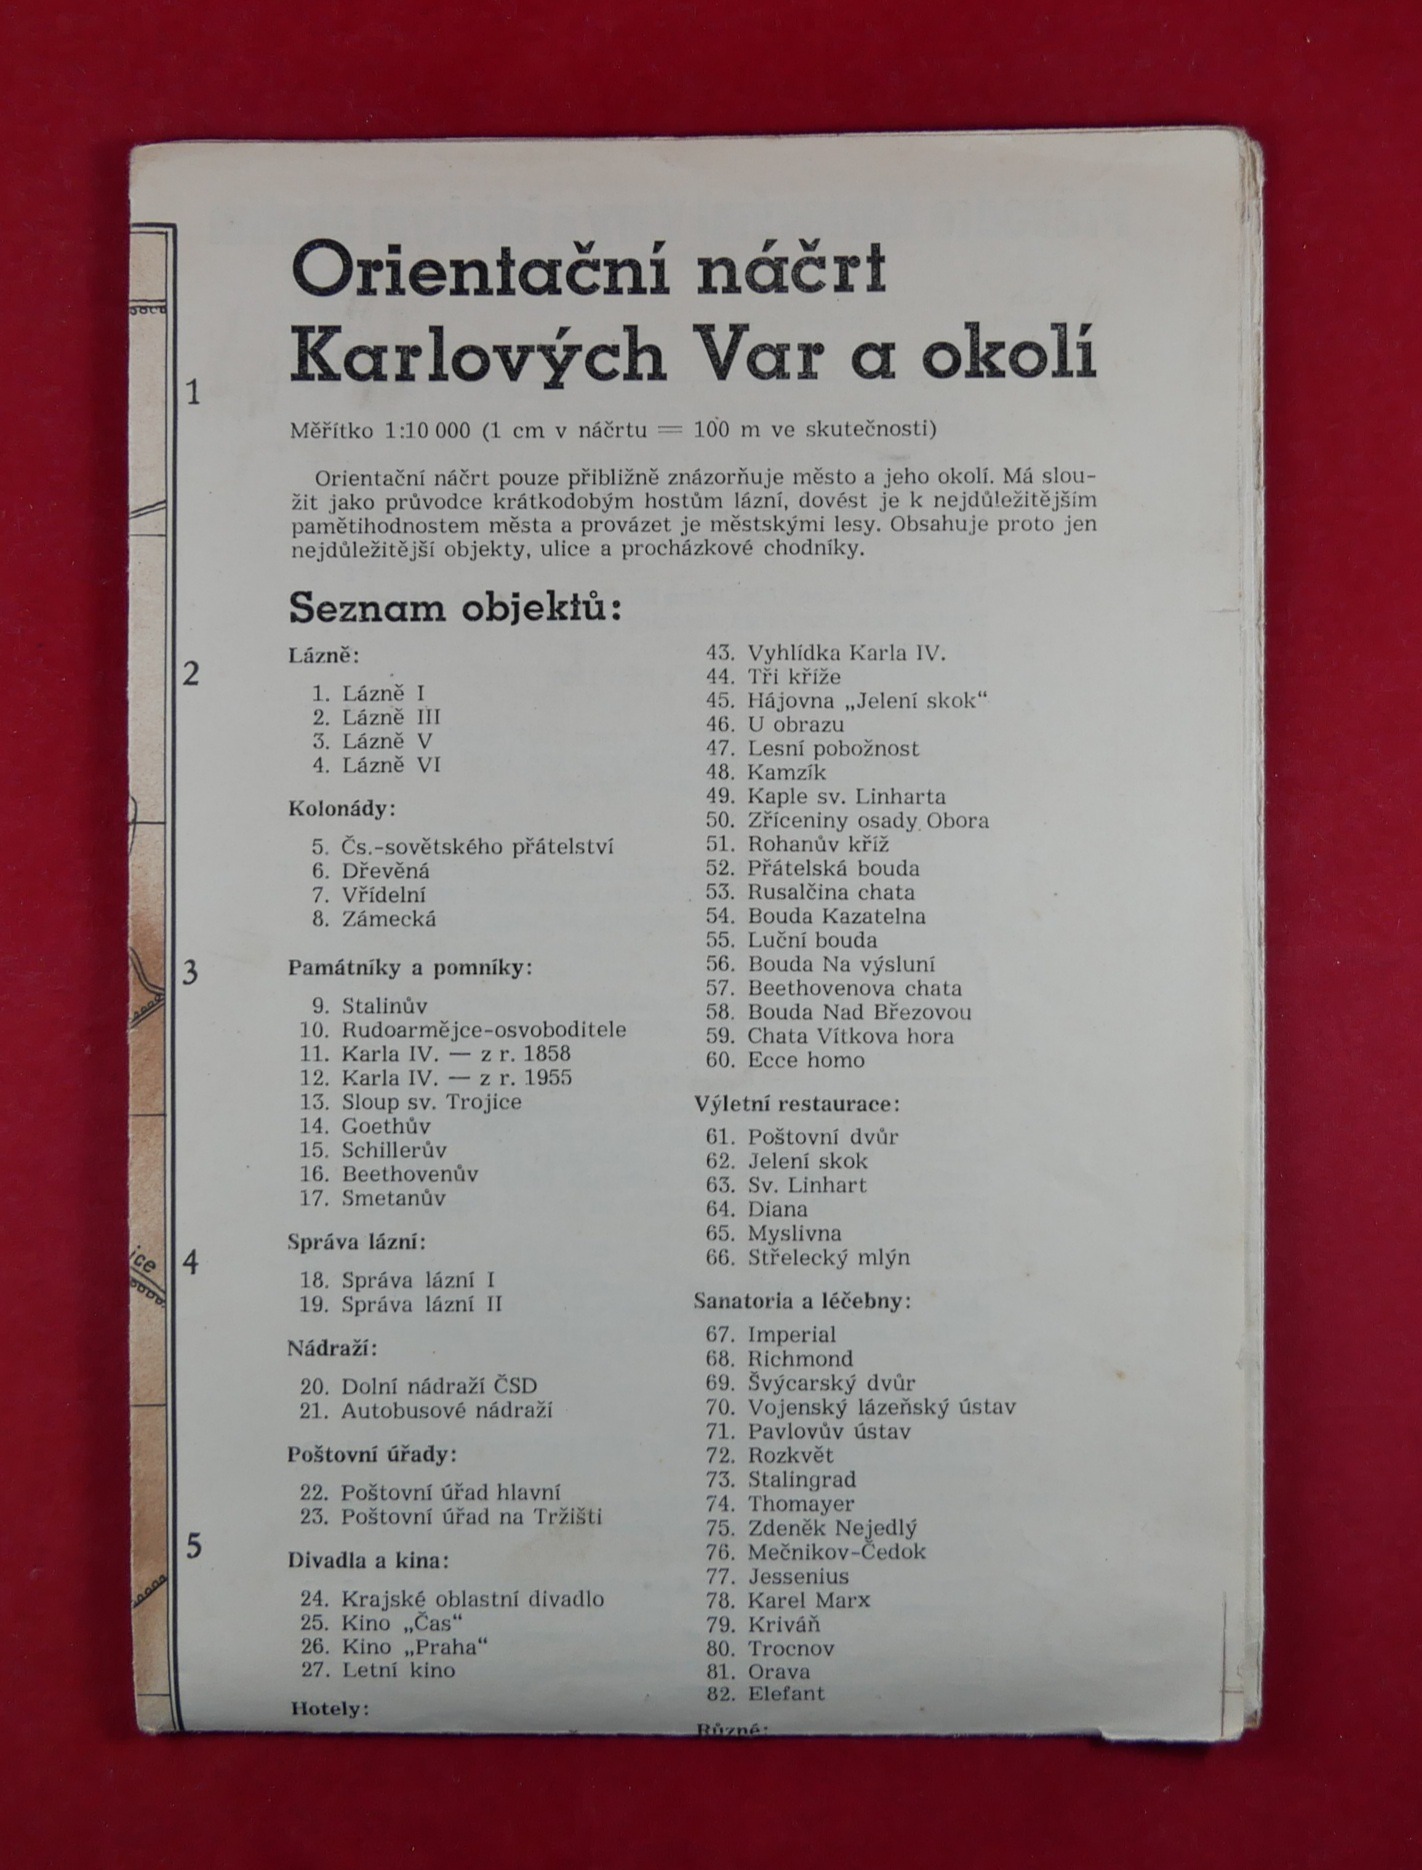 Orientační náčrt
Karlových Var a okolí
Měřítko 1:10 000 (1 cm v náčrtu = 100 m ve skutečnosti)
Orientační náčrt pouze přibližně znázorňuje město a jeho okolí. Má slou-
žit jako průvodce krátkodobým hostům lázní, dovést je k nejdůležitějším
pamětihodnostem města a provázet je městskými lesy. Obsahuje proto jen
nejdůležitější objekty, ulice a procházkové chodníky.
Seznam objektů:
Lázně:
1. Lázně I
2. Lázně III
3. Lázně V
4. Lázně VI
Kolonády:
5. Čs.-sovětského přátelství
6. Dřevěná
7. Vřídelní
8. Zámecká
Památníky a pomníky:
9. Stalinův
10. Rudoarmějce-osvoboditele
11. Karla IV. — z r. 1858
12. Karla IV. — z r. 1955
13. Sloup sv. Trojice
14. Goethův
15. Schillerův
16. Beethovenův
17. Smetanův
Správa lázní:
18. Správa lázní I
19. Správa lázní II
Nádraží:
20. Dolní nádraží ČSD
21. Autobusové nádraží
Poštovní úřady:
22. Poštovní úřad hlavní
23. Poštovní úřad na Tržišti
Divadla a kina:
24. Krajské oblastní divadlo
25. Kino „Čas“
26. Kino „Praha“
27. Letní kino
Hotely:
43. Vyhlídka Karla IV.
44. Tři kříže
45. Hájovna „Jelení skok“
46. U obrazu
47. Lesní pobožnost
48. Kamzík
49. Kaple sv. Linharta
50. Zříceniny osady Obora
51. Rohanův kříž
52. Přátelská bouda
53. Rusalčina chata
54. Bouda Kazatelna
55. Luční bouda
56. Bouda Na výsluní
57. Beethovenova chata
58. Bouda Nad Březovou
59. Chata Vítkova hora
60. Ecce homo
Výletní restaurace:
61. Poštovní dvůr
62. Jelení skok
63. Sv. Linhart
64. Diana
65. Myslivna
66. Střelecký mlýn
Sanatoria a léčebny:
67. Imperial
68. Richmond
69. Švýcarský dvůr
70. Vojenský lázeňský ústav
71. Pavlovův ústav
72. Rozkvět
73. Stalingrad
74. Thomayer
75. Zdeněk Nejedlý
76. Mečnikov-Čedok
77. Jessenius
78. Karel Marx
79. Kriváň
80. Trocnov
81. Orava
82. Elefant
Různé:
1
2
3
4
5
ice